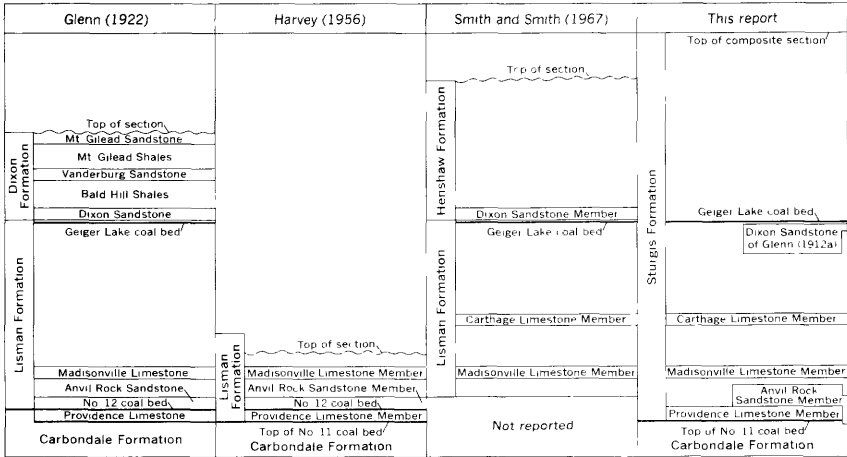 Glenn (1922)
Top of section
Dixon Formation
Mt Gilead Sandstone
Mt Gilead Shales
Vanderburg Sandstone
Bald Hill Shales
Dixon Sandstone
Geiger Lake coal bed
Lisman Formation
Madisonville Limestone
Anvil Rock Sandstone
No 12 coal bed
Providence Limestone
Carbondale Formation
Harvey (1956)
Top of section
Lisman
Formation
Madisonville Limestone Member
Anvil Rock Sandstone Member
No 12 coal bed
Providence Limestone Member
Top of No 11 coal bed
Carbondale Formation
Smith and Smith (1967)
Top of section
Henshaw Formation
Dixon Sandstone Member
Geiger Lake coal bed
Lisman Formation
Carthage Limestone Member
Madisonville Limestone Member
Not reported
This report
Top of composite section
Sturgis Formation
Geiger Lake coal bed
Dixon Sandstone
of Glenn (1912a)
Carthage Limestone Member
Madisonville Limestone Member
Anvil Rock
Sandstone Member
Providence Limestone Member
Top of No 11 coal bed
Carbondale Formation